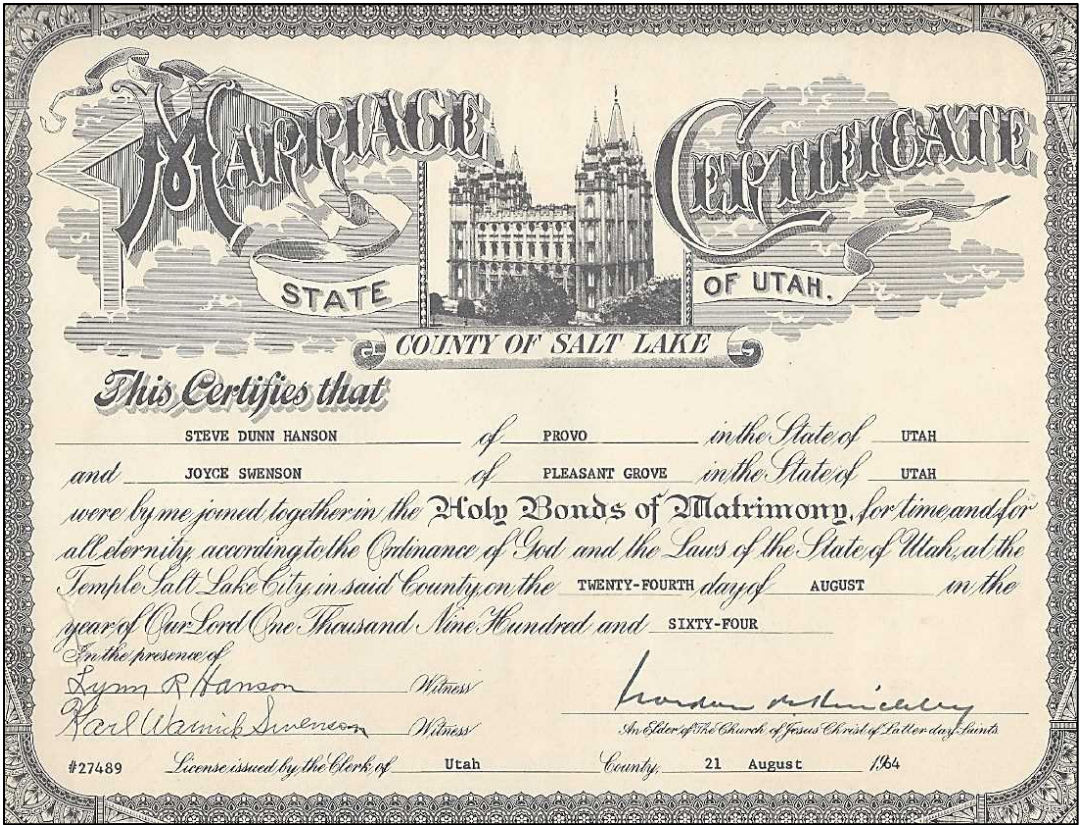 MARRIAGE CERTIFICATE
STATE OF UTAH.
COUNTY OF SALT LAKE
This Certifies that
STEVE DUNN HANSON of PROVO in the State of UTAH
and JOYCE SWENSON of PLEASANT GROVE in the State of UTAH
were by me joined together in the Holy Bonds of Matrimony, for time and for
all eternity, according to the Ordinance of God and the Laws of the State of Utah, at the
Temple Salt Lake City, in said County, on the TWENTY-FOURTH day of AUGUST in the
year of Our Lord One Thousand Nine Hundred and SIXTY-FOUR
In the presence of
Lynn R Hanson Witness
Karl Warnick Swenson Witness
Gordon B Hinckley
An Elder of The Church of Jesus Christ of Latter day Saints
#27489 License issued by the Clerk of Utah County, 21 August 1964